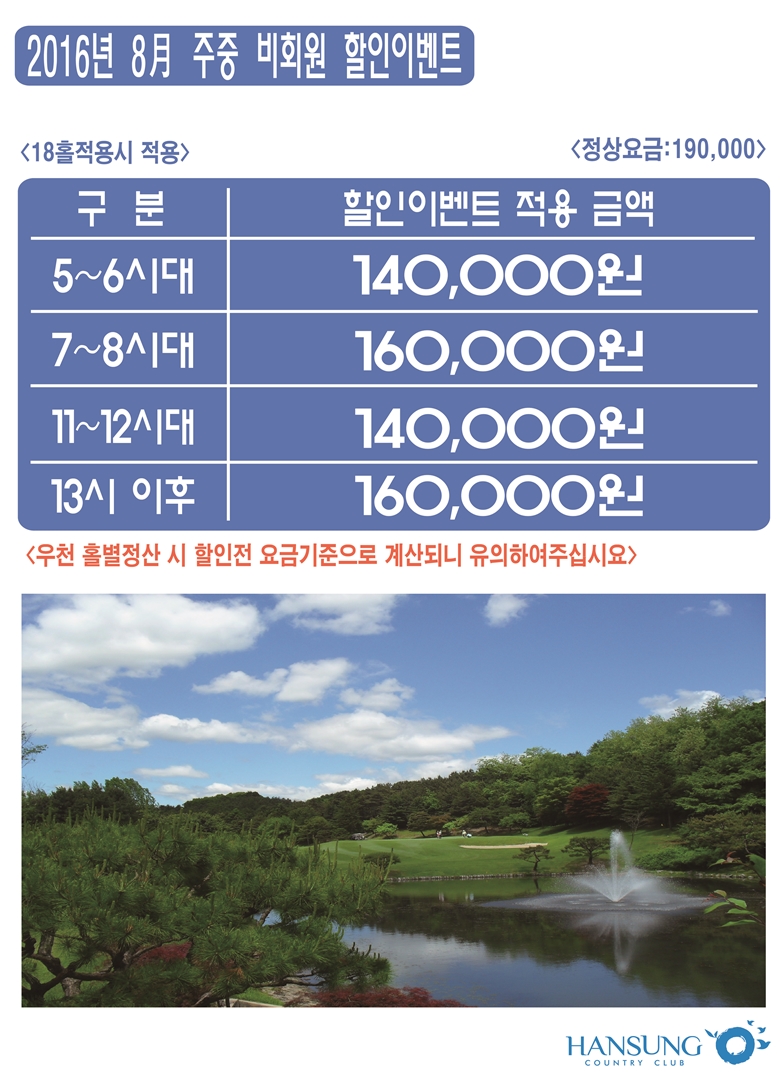 2016년 8月 주중 비회원 할인이벤트
<18홀적용시 적용>
<정상요금:190,000>
구 분
할인이벤트 적용 금액
5~6시대
140,000원
7~8시대
160,000원
11~12시대
140,000원
13시 이후
160,000원
<우천 홀별정산 시 할인전 요금기준으로 계산되니 유의하여주십시요>
HANSUNG
COUNTRY CLUB